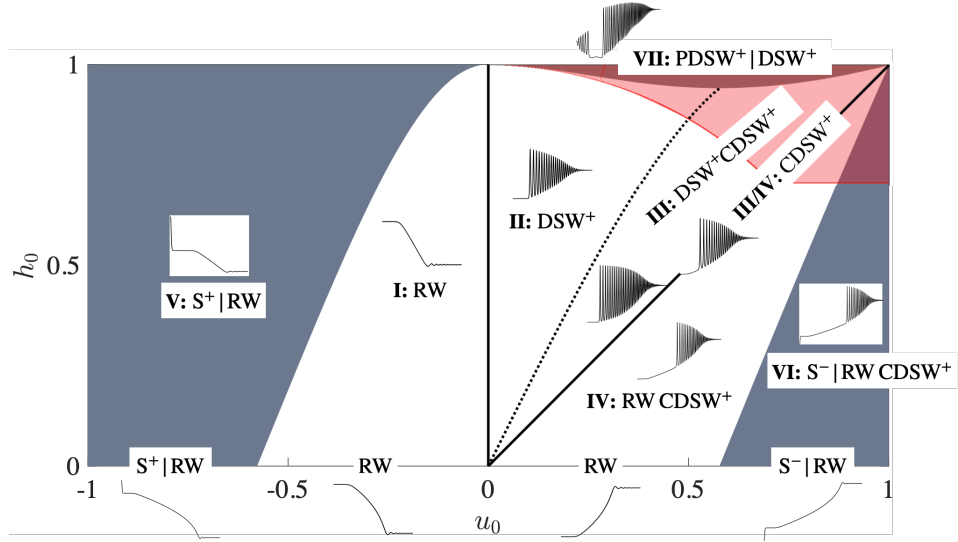 VII: PDSW⁺|DSW⁺
1
III: DSW⁺CDSW⁺
III/IV: CDSW⁺
II: DSW⁺
h₀
0.5
V: S⁺|RW
I: RW
IV: RW CDSW⁺
VI: S⁻|RW CDSW⁺
0
S⁺|RW
RW
RW
S⁻|RW
-1
-0.5
0
0.5
1
u₀